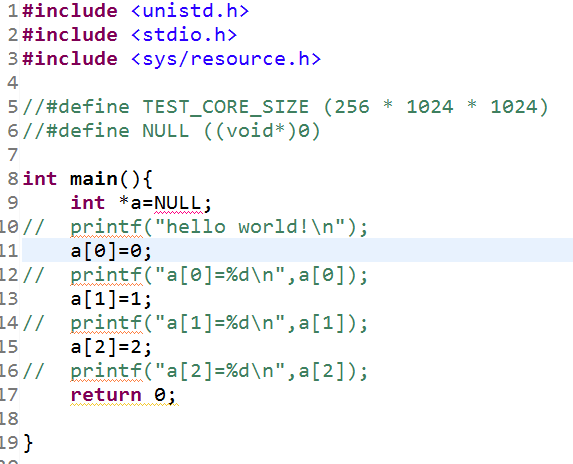 1 #include <unistd.h>
2 #include <stdio.h>
3 #include <sys/resource.h>
4
5 //#define TEST_CORE_SIZE (256 * 1024 * 1024)
6 //#define NULL ((void*)0)
7
8 int main(){
9     int *a=NULL;
10 //  printf("hello world!\n");
11     a[0]=0;
12 //  printf("a[0]=%d\n",a[0]);
13     a[1]=1;
14 //  printf("a[1]=%d\n",a[1]);
15     a[2]=2;
16 //  printf("a[2]=%d\n",a[2]);
17     return 0;
18
19 }